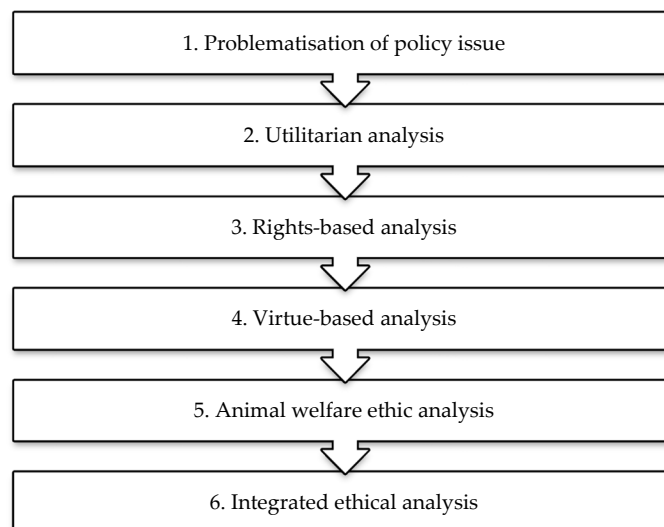 1. Problematisation of policy issue
2. Utilitarian analysis
3. Rights-based analysis
4. Virtue-based analysis
5. Animal welfare ethic analysis
6. Integrated ethical analysis